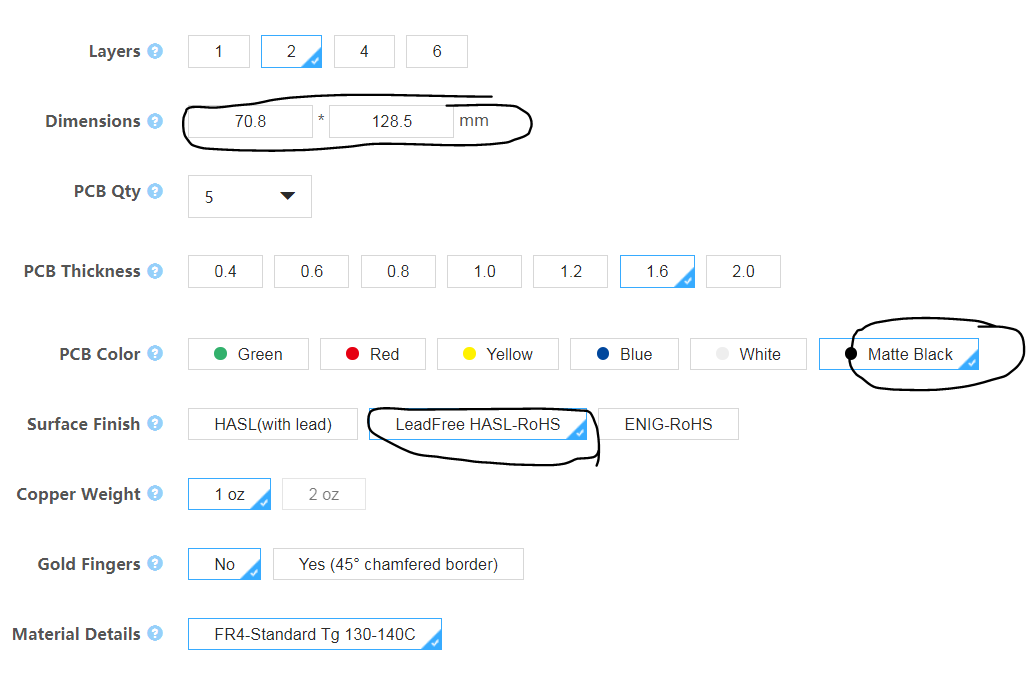 Layers ? 1 2 4 6
Dimensions ? 70.8 * 128.5 mm
PCB Qty ? 5
PCB Thickness ? 0.4 0.6 0.8 1.0 1.2 1.6 2.0
PCB Color ? Green Red Yellow Blue White Matte Black
Surface Finish ? HASL(with lead) LeadFree HASL-RoHS ENIG-RoHS
Copper Weight ? 1 oz 2 oz
Gold Fingers ? No Yes (45° chamfered border)
Material Details ? FR4-Standard Tg 130-140C